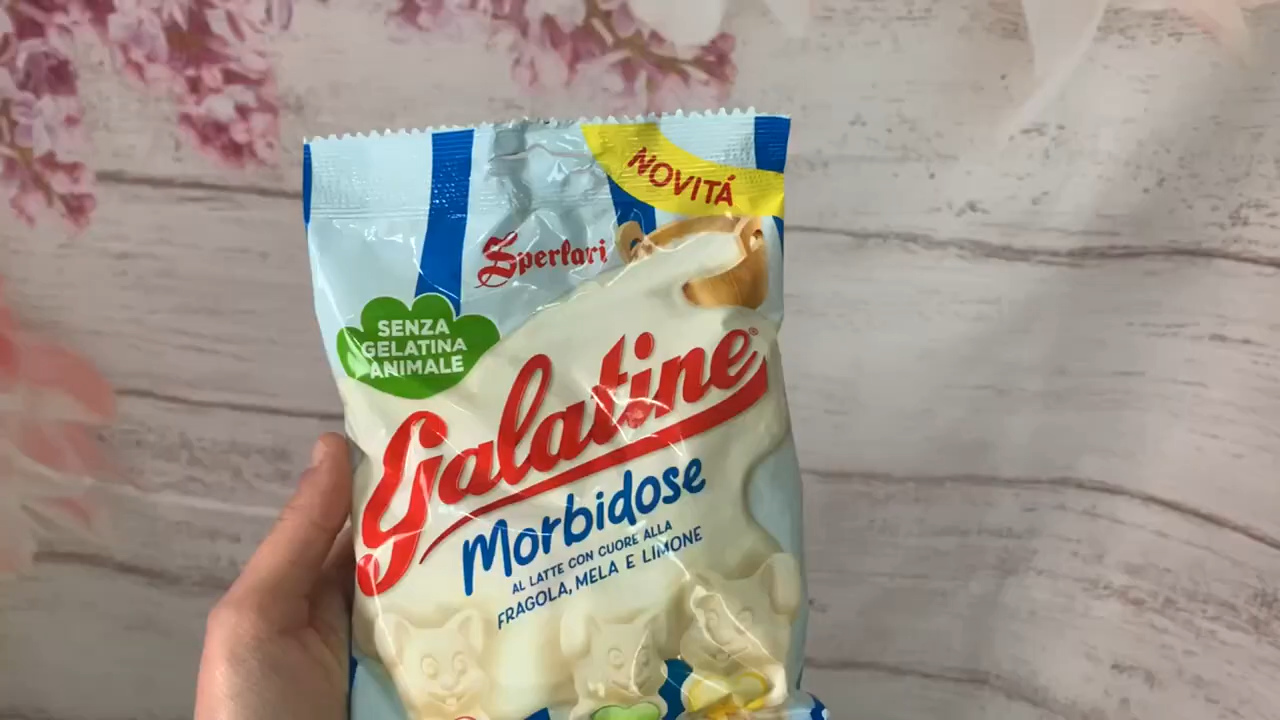 NOVITÁ
Sperlari
SENZA
GELATINA
ANIMALE
Galatine®
Morbidose
AL LATTE CON CUORE ALLA
FRAGOLA, MELA E LIMONE